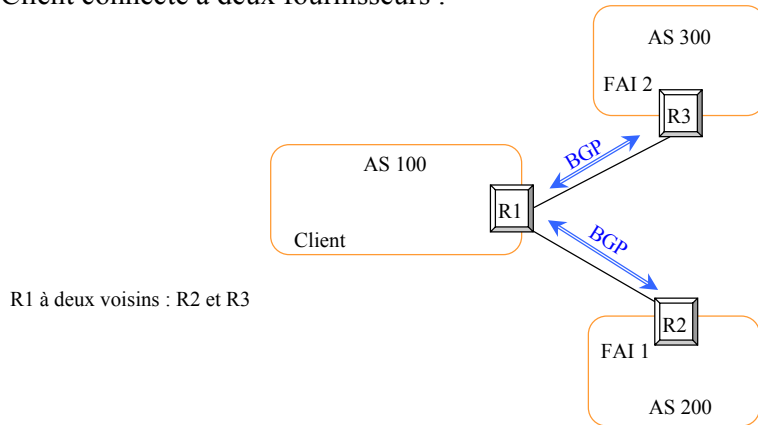 Client connecté à deux fournisseurs :
AS 300
FAI 2
R3
BGP
AS 100
R1
Client
BGP
R1 à deux voisins : R2 et R3
R2
FAI 1
AS 200